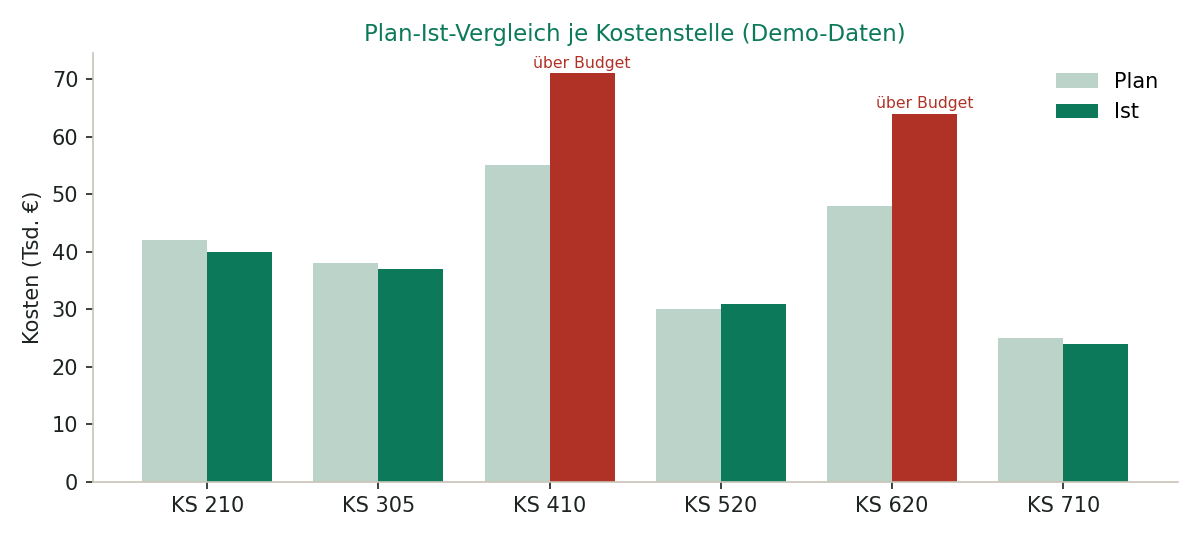 Plan-Ist-Vergleich je Kostenstelle (Demo-Daten)
Kosten (Tsd. €)
70
60
50
40
30
20
10
0
über Budget
über Budget
Plan
Ist
KS 210
KS 305
KS 410
KS 520
KS 620
KS 710